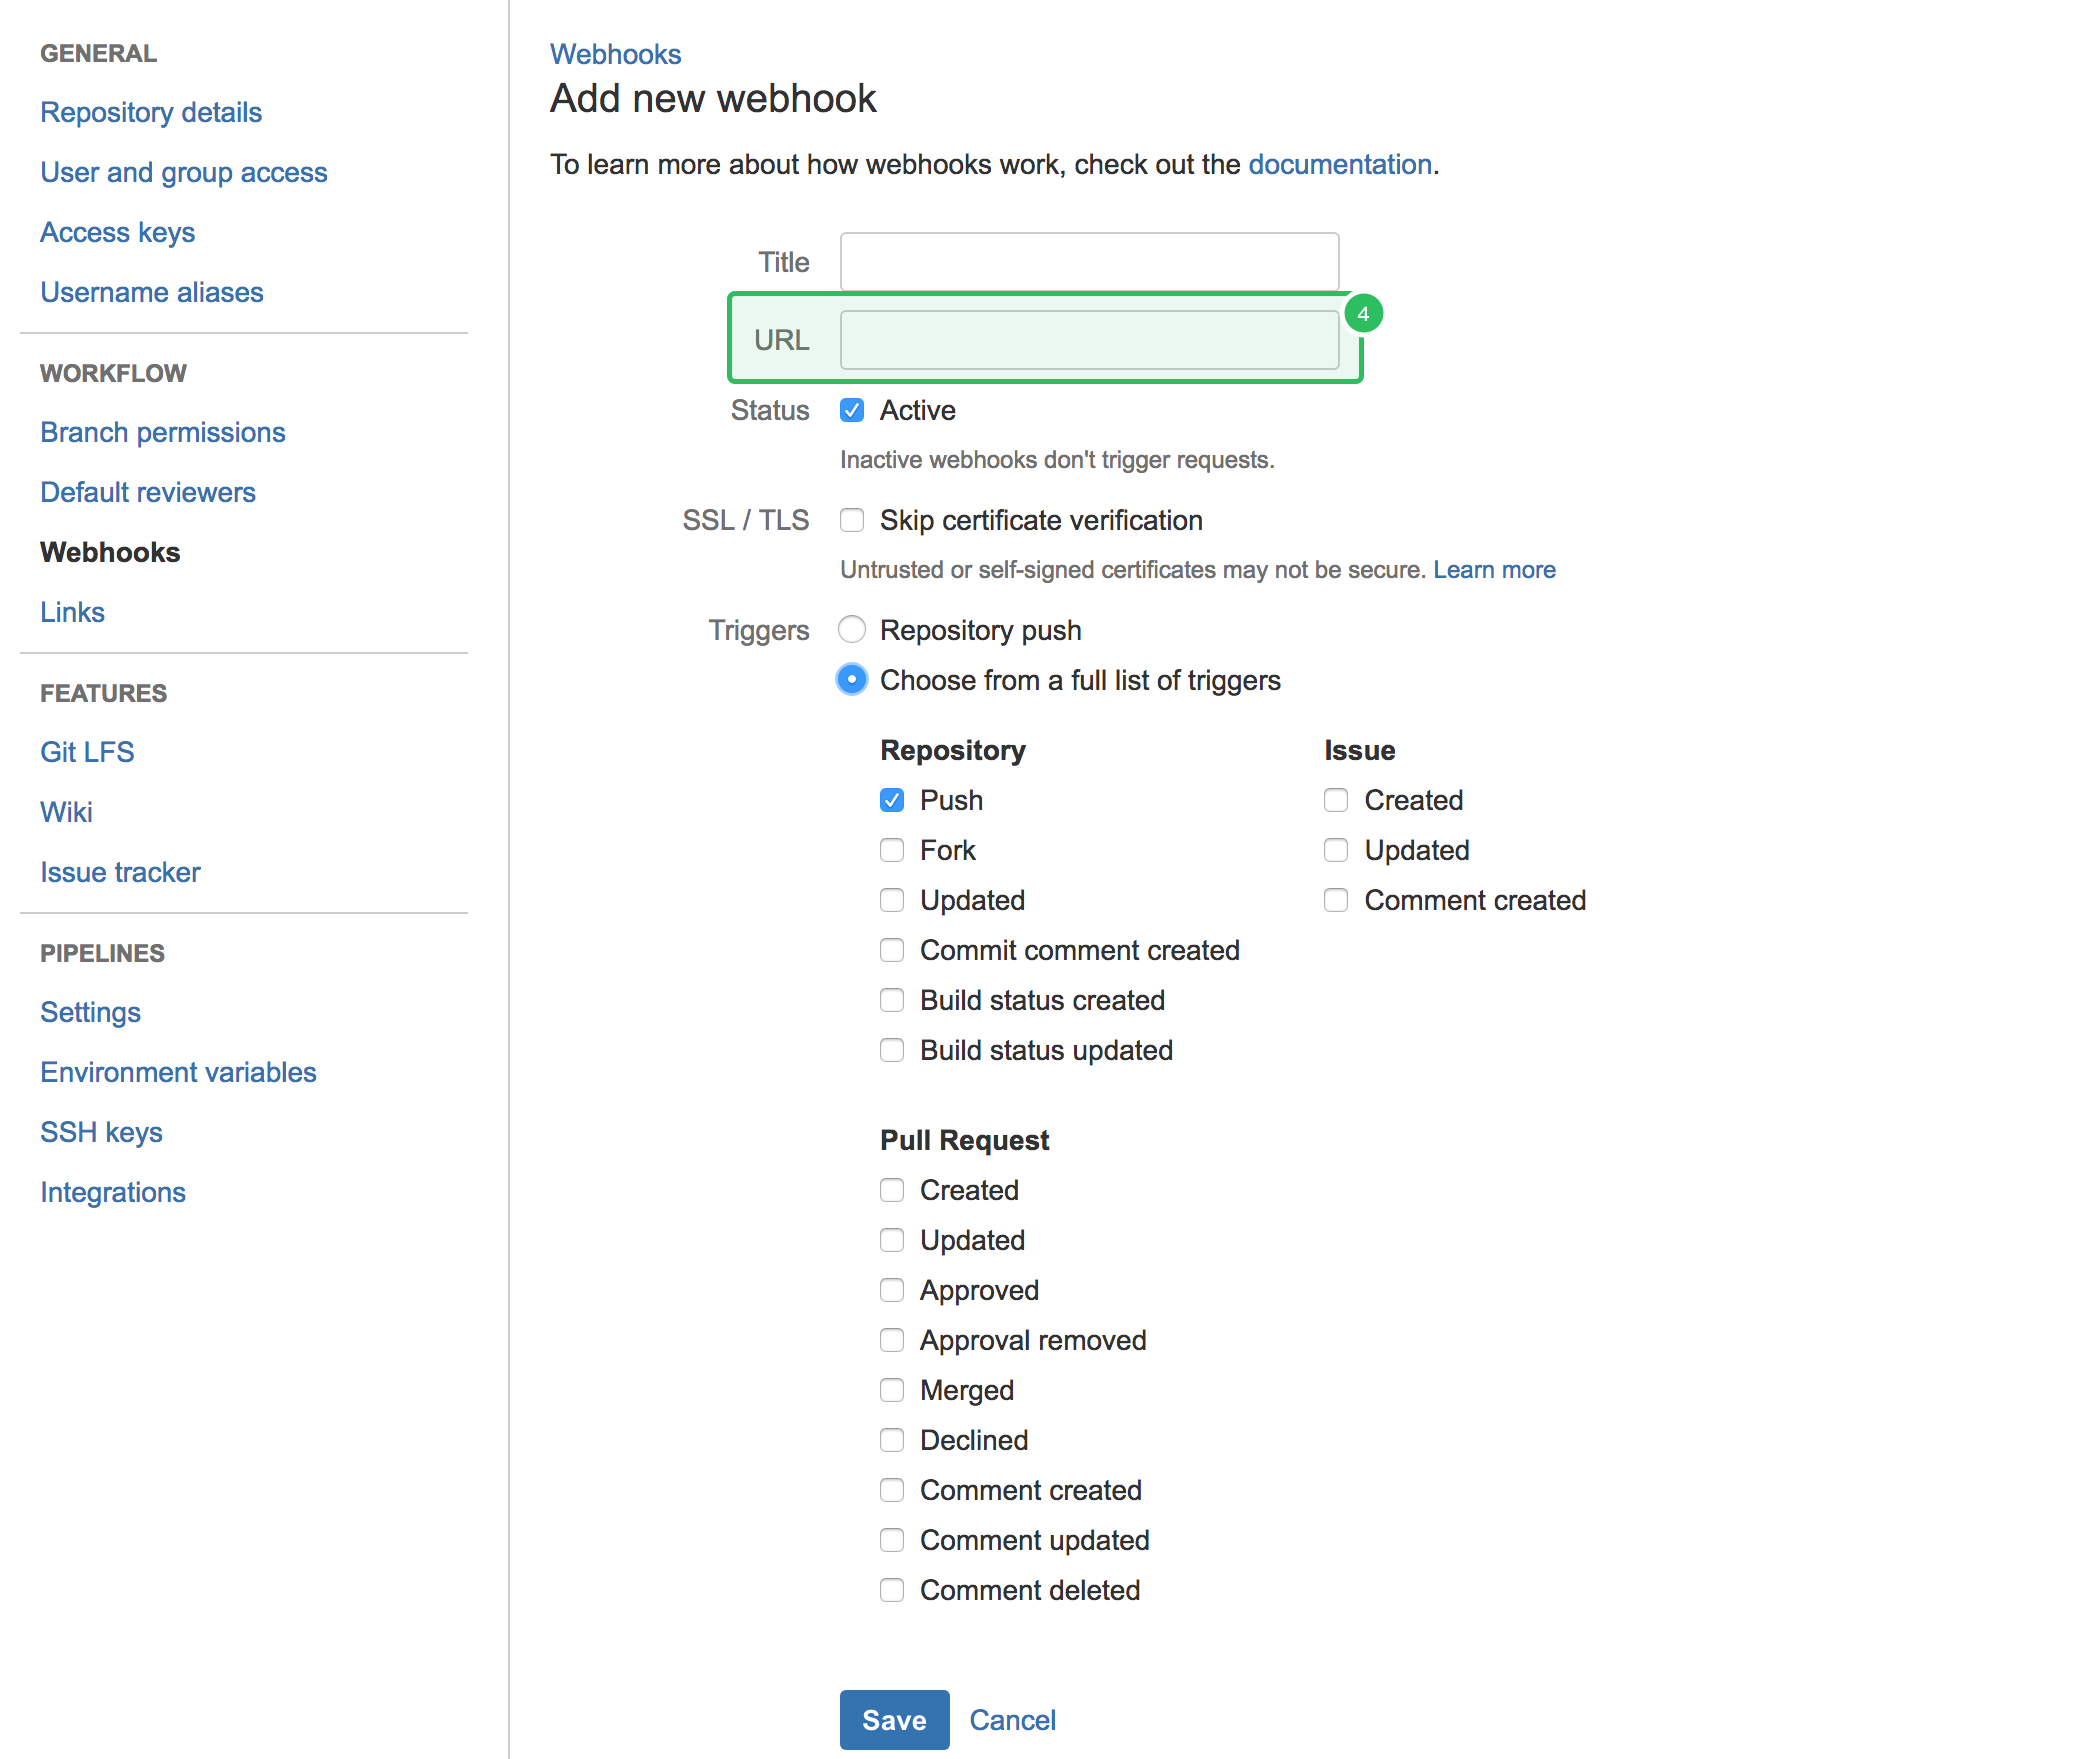 GENERAL
Repository details
User and group access
Access keys
Username aliases
WORKFLOW
Branch permissions
Default reviewers
Webhooks
Links
FEATURES
Git LFS
Wiki
Issue tracker
PIPELINES
Settings
Environment variables
SSH keys
Integrations
Webhooks
Add new webhook
To learn more about how webhooks work, check out the documentation.
Title
URL
4
Status Active
Inactive webhooks don't trigger requests.
SSL / TLS Skip certificate verification
Untrusted or self-signed certificates may not be secure. Learn more
Triggers Repository push
Choose from a full list of triggers
Repository
Push
Fork
Updated
Commit comment created
Build status created
Build status updated
Issue
Created
Updated
Comment created
Pull Request
Created
Updated
Approved
Approval removed
Merged
Declined
Comment created
Comment updated
Comment deleted
Save Cancel